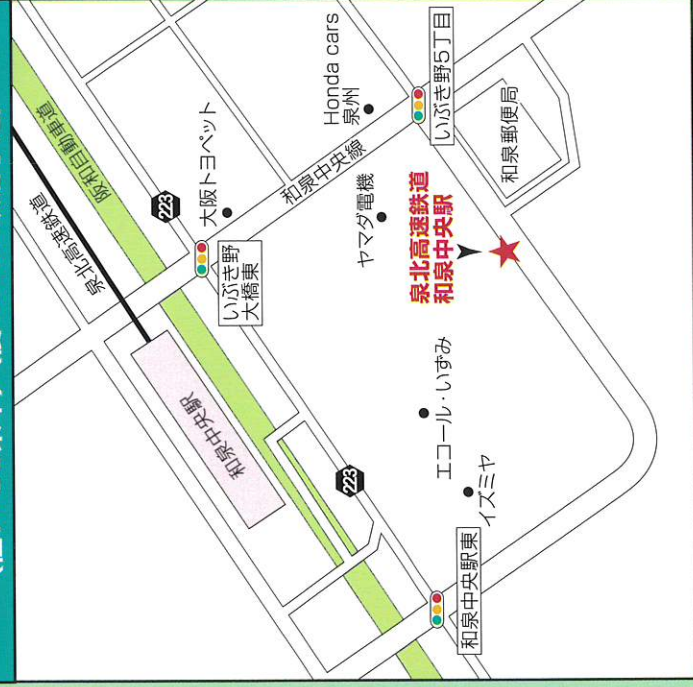 阪和自動車道
泉北高速鉄道
223
大阪トヨペット
Honda cars
泉州
いぶき野5丁目
いぶき野
大橋東
和泉中央線
ヤマダ電機
和泉郵便局
泉北高速鉄道
和泉中央駅
和泉中央駅
エコール・いずみ
イズミヤ
223
和泉中央駅東